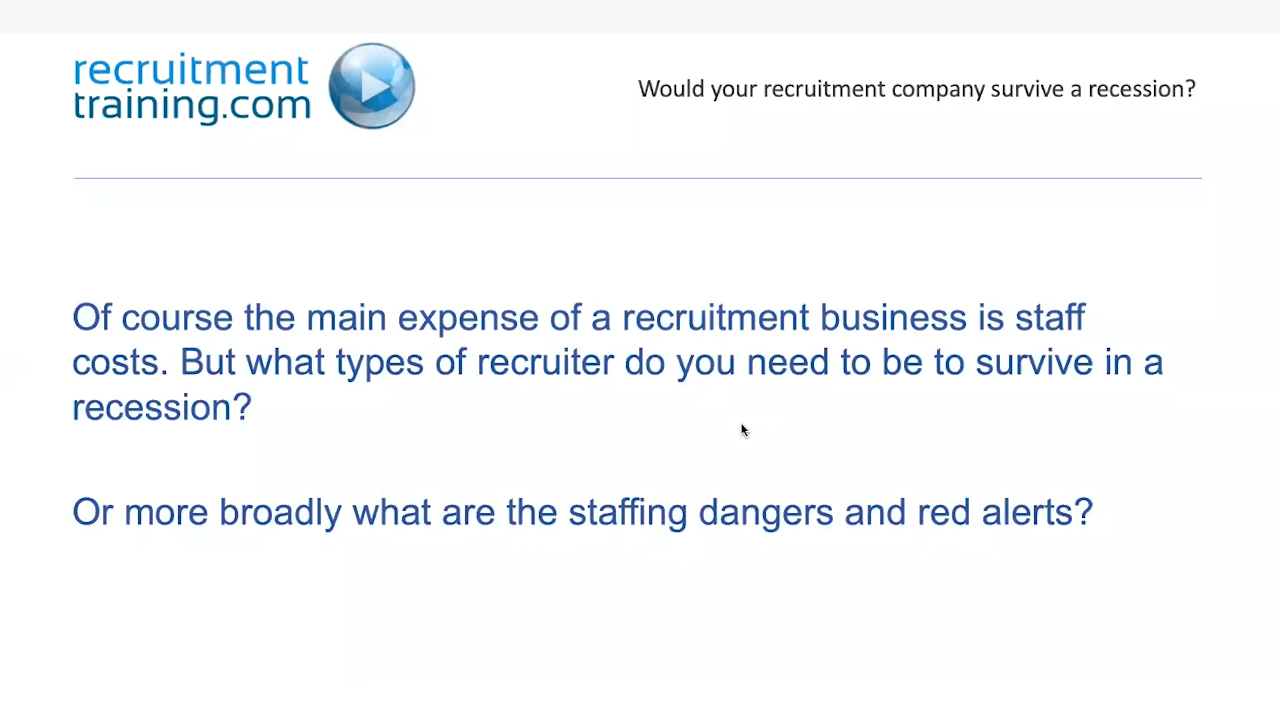 recruitment
training.com
Would your recruitment company survive a recession?
Of course the main expense of a recruitment business is staff
costs. But what types of recruiter do you need to be to survive in a
recession?
Or more broadly what are the staffing dangers and red alerts?